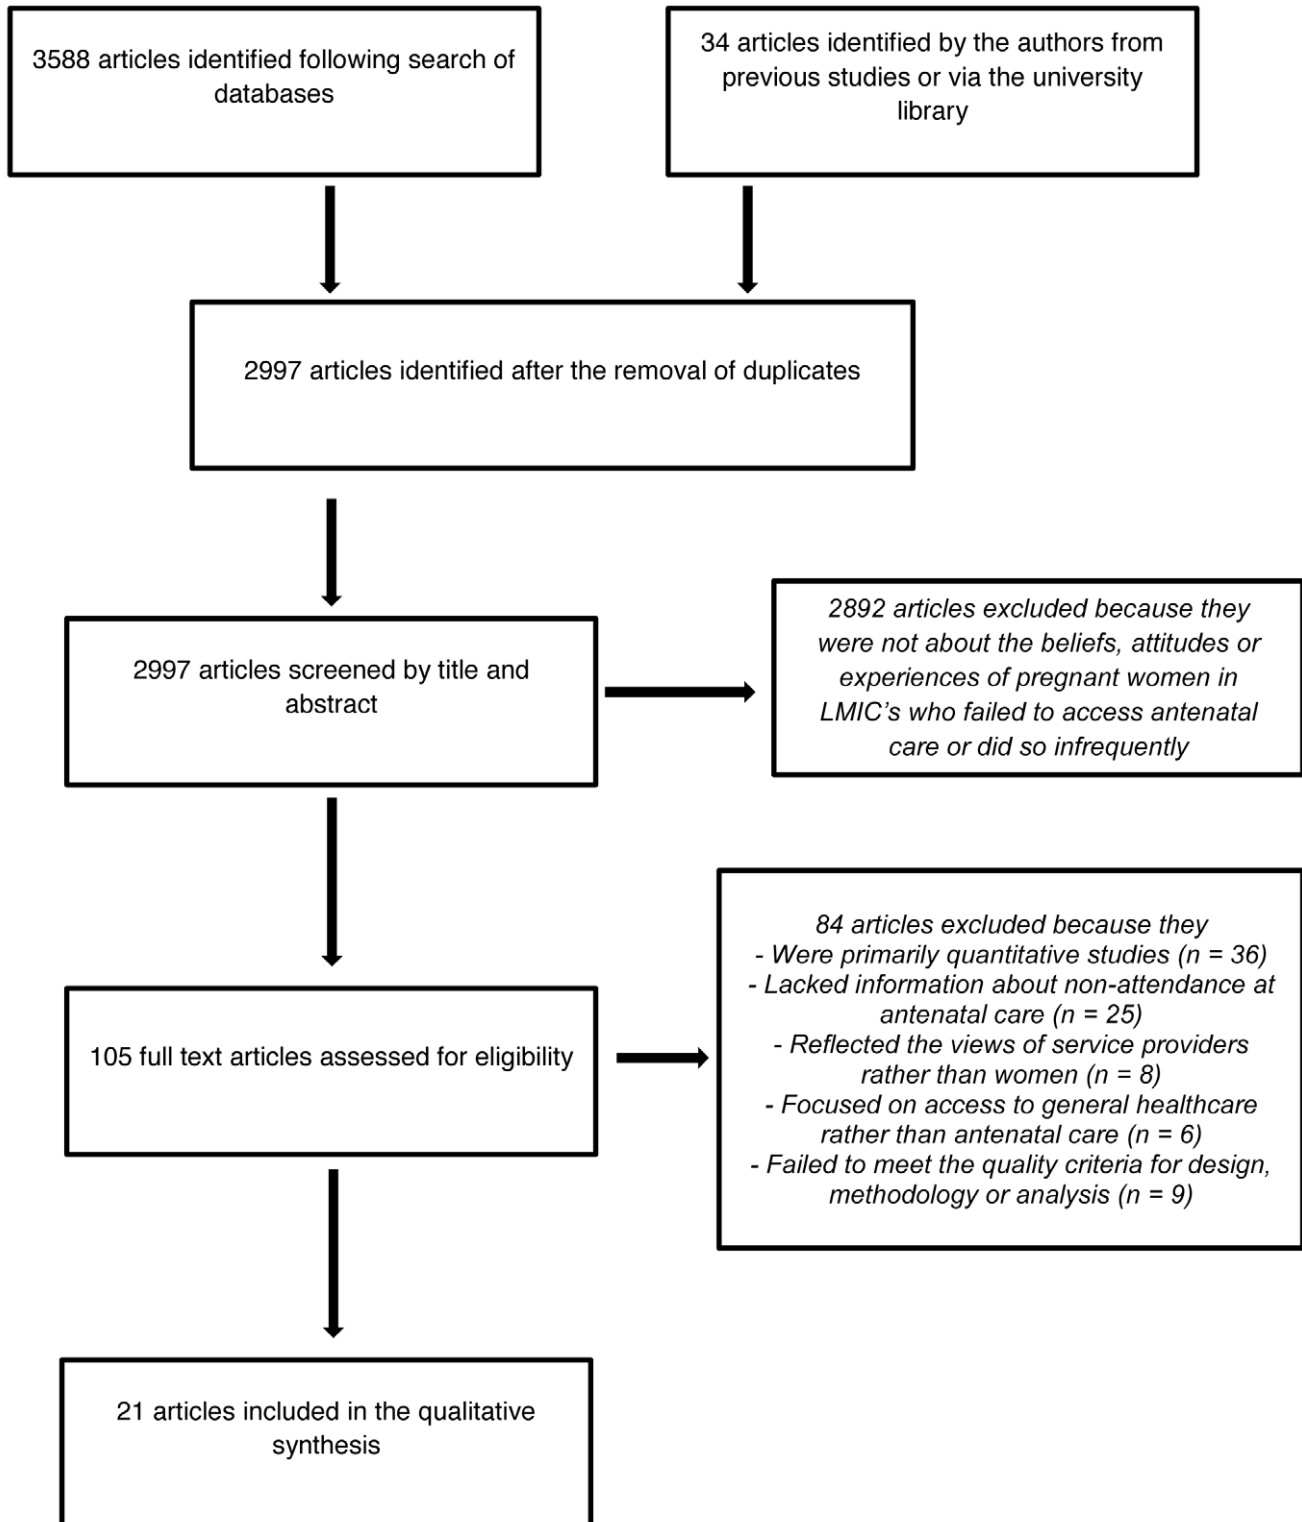 3588 articles identified following search of
databases
34 articles identified by the authors from
previous studies or via the university
library
2997 articles identified after the removal of duplicates
2997 articles screened by title and
abstract
2892 articles excluded because they
were not about the beliefs, attitudes or
experiences of pregnant women in
LMIC's who failed to access antenatal
care or did so infrequently
105 full text articles assessed for eligibility
84 articles excluded because they
- Were primarily quantitative studies (n = 36)
- Lacked information about non-attendance at
antenatal care (n = 25)
- Reflected the views of service providers
rather than women (n = 8)
- Focused on access to general healthcare
rather than antenatal care (n = 6)
- Failed to meet the quality criteria for design,
methodology or analysis (n = 9)
21 articles included in the qualitative
synthesis